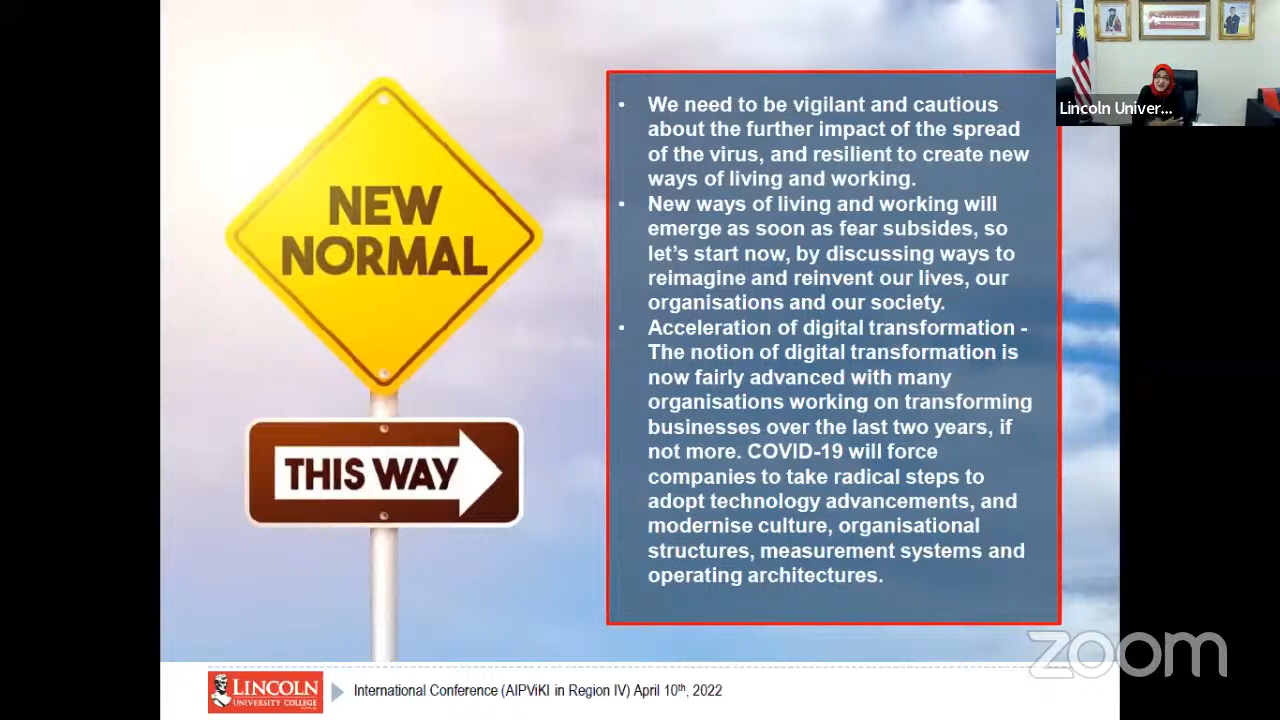 LINCOLN
Lincoln Univer...
NEW
NORMAL
THIS WAY
• We need to be vigilant and cautious
about the further impact of the spread
of the virus, and resilient to create new
ways of living and working.
• New ways of living and working will
emerge as soon as fear subsides, so
let's start now, by discussing ways to
reimagine and reinvent our lives, our
organisations and our society.
• Acceleration of digital transformation -
The notion of digital transformation is
now fairly advanced with many
organisations working on transforming
businesses over the last two years, if
not more. COVID-19 will force
companies to take radical steps to
adopt technology advancements, and
modernise culture, organisational
structures, measurement systems and
operating architectures.
zoom
LINCOLN
UNIVERSITY COLLEGE
International Conference (AIPViKI in Region IV) April 10th, 2022